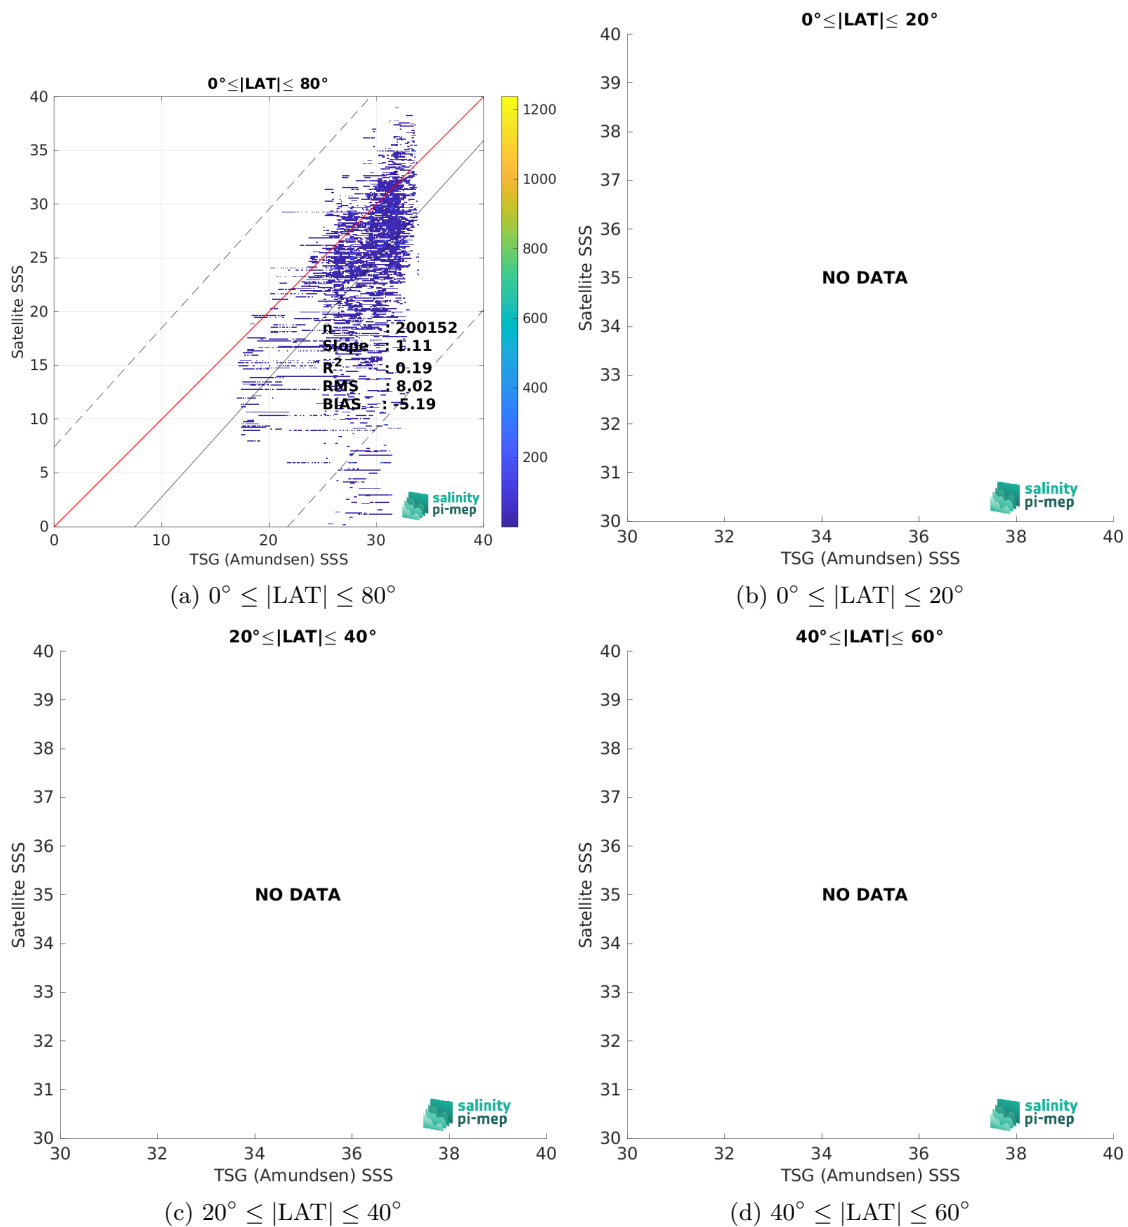 0°≤|LAT|≤ 80°
40
35
30
25
20
15
10
5
0
Satellite SSS
0
10
20
30
40
TSG (Amundsen) SSS
n : 200152
Slope : 1.11
R² : 0.19
RMS : 8.02
BIAS : -5.19
1200
1000
800
600
400
200
salinity
pi-mep
(a) 0° ≤ |LAT| ≤ 80°
0°≤|LAT|≤ 20°
40
39
38
37
36
35
34
33
32
31
30
Satellite SSS
NO DATA
30
32
34
36
38
40
TSG (Amundsen) SSS
salinity
pi-mep
(b) 0° ≤ |LAT| ≤ 20°
20°≤|LAT|≤ 40°
40
39
38
37
36
35
34
33
32
31
30
Satellite SSS
NO DATA
30
32
34
36
38
40
TSG (Amundsen) SSS
salinity
pi-mep
(c) 20° ≤ |LAT| ≤ 40°
40°≤|LAT|≤ 60°
40
39
38
37
36
35
34
33
32
31
30
Satellite SSS
NO DATA
30
32
34
36
38
40
TSG (Amundsen) SSS
salinity
pi-mep
(d) 40° ≤ |LAT| ≤ 60°